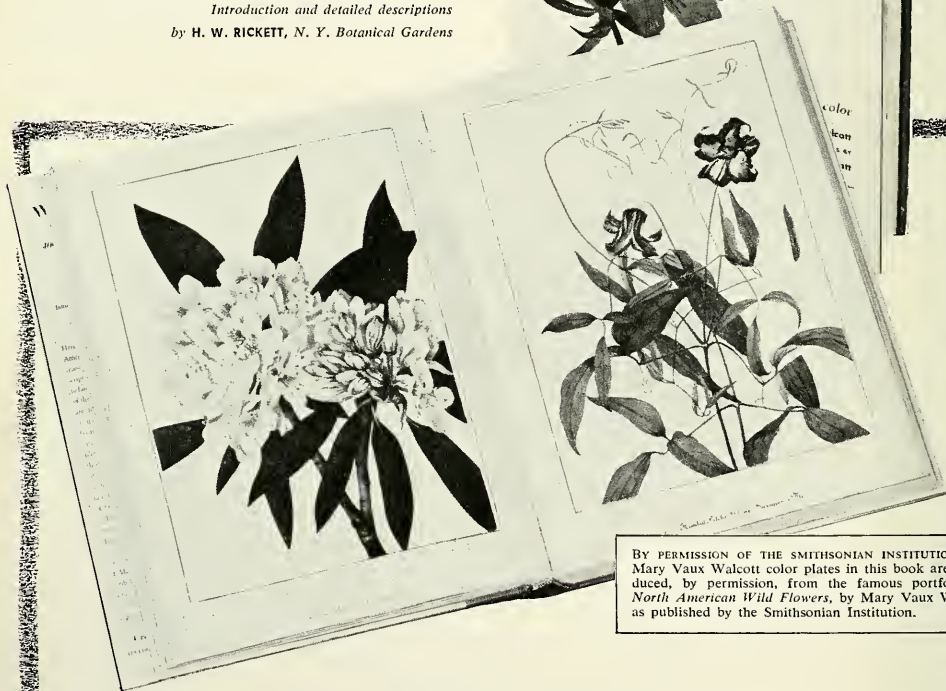 Introduction and detailed descriptions
by H. W. RICKETT, N. Y. Botanical Gardens
color
BY PERMISSION OF THE SMITHSONIAN INSTITUTIO
Mary Vaux Walcott color plates in this book are
duced, by permission, from the famous portfo
North American Wild Flowers, by Mary Vaux W
as published by the Smithsonian Institution.